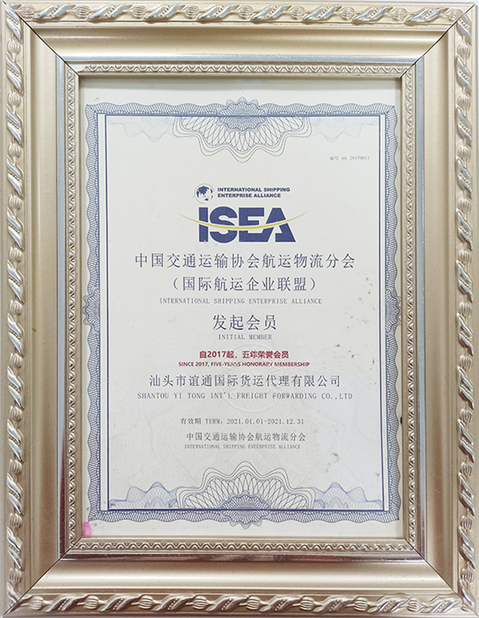 INTERNATIONAL SHIPPING
ENTERPRISE ALLIANCE
ISEA
中国交通运输协会航运物流分会
（国际航运企业联盟）
INTERNATIONAL SHIPPING ENTERPRISE ALLIANCE
发起会员
INITIAL MEMBER
自2017起，五年荣誉会员
SINCE 2017, FIVE-YEARS HONORARY MEMBERSHIP
汕头市谊通国际货运代理有限公司
SHANTOU YI TONG INT'L FREIGHT FORWARDING CO.,LTD
有效期 TERM: 2021.01.01-2021.12.31
中国交通运输协会航运物流分会
INTERNATIONAL SHIPPING ENTERPRISE ALLIANCE